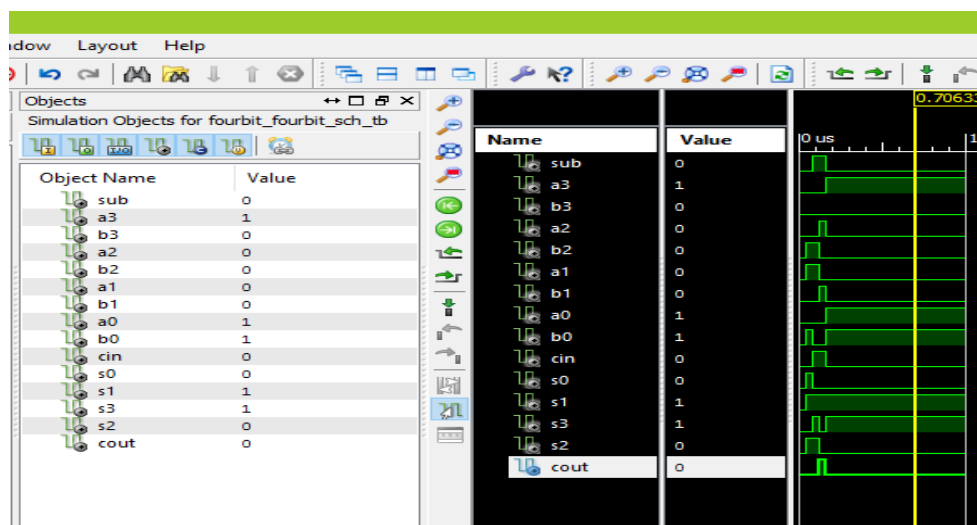 ndow Layout Help
Objects
Simulation Objects for fourbit_fourbit_sch_tb
Object Name Value
sub 0
a3 1
b3 0
a2 0
b2 0
a1 0
b1 0
a0 1
b0 1
cin 0
s0 0
s1 1
s3 1
s2 0
cout 0
0.70633
Name Value 0 us 1
sub 0
a3 1
b3 0
a2 0
b2 0
a1 0
b1 0
a0 1
b0 1
cin 0
s0 0
s1 1
s3 1
s2 0
cout 0